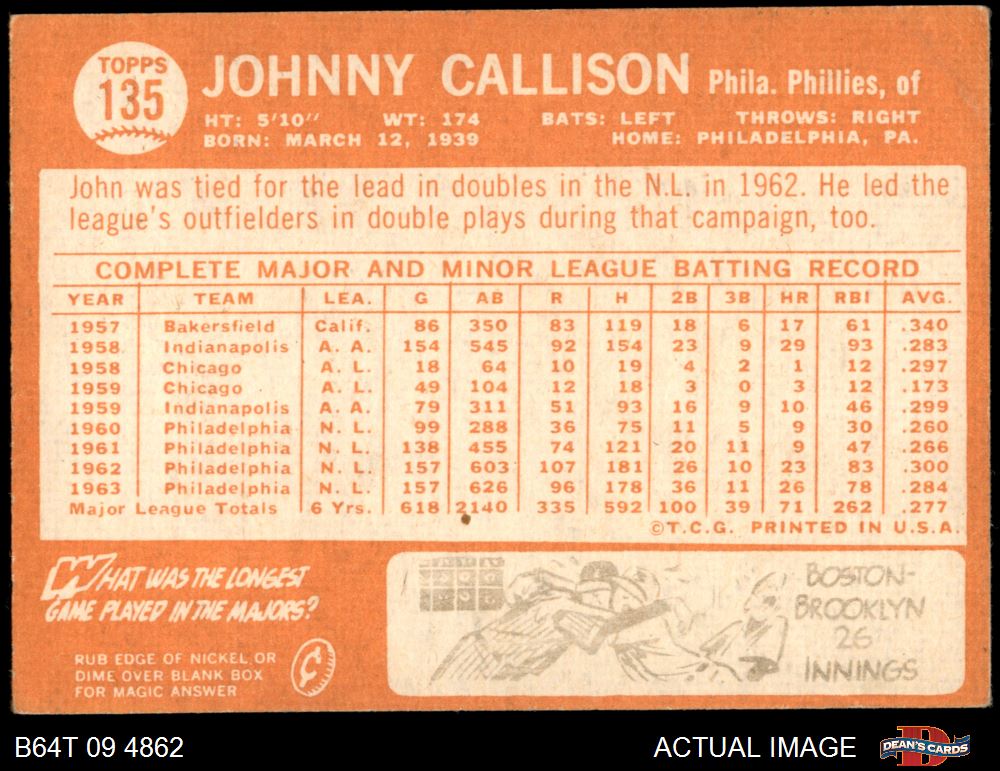 TOPPS
135
JOHNNY CALLISON Phila. Phillies, of
HT: 5'10" WT: 174 BATS: LEFT THROWS: RIGHT
BORN: MARCH 12, 1939 HOME: PHILADELPHIA, PA.
John was tied for the lead in doubles in the N.L. in 1962. He led the
league's outfielders in double plays during that campaign, too.
COMPLETE MAJOR AND MINOR LEAGUE BATTING RECORD
YEAR TEAM LEA. G AB R H 2B 3B HR RBI AVG.
1957 Bakersfield Calif. 86 350 83 119 18 6 17 61 .340
1958 Indianapolis A. A. 154 545 92 154 23 9 29 93 .283
1958 Chicago A. L. 18 64 10 19 4 2 1 12 .297
1959 Chicago A. L. 49 104 12 18 3 0 3 12 .173
1959 Indianapolis A. A. 79 311 51 93 16 9 10 46 .299
1960 Philadelphia N. L. 99 288 36 75 11 5 9 30 .260
1961 Philadelphia N. L. 138 455 74 121 20 11 9 47 .266
1962 Philadelphia N. L. 157 603 107 181 26 10 23 83 .300
1963 Philadelphia N. L. 157 626 96 178 36 11 26 78 .284
Major League Totals 6 Yrs. 618 2140 335 592 100 39 71 262 .277
©T.C.G. PRINTED IN U.S.A.
WHAT WAS THE LONGEST
GAME PLAYED IN THE MAJORS?
RUB EDGE OF NICKEL OR
DIME OVER BLANK BOX
FOR MAGIC ANSWER
BOSTON-
BROOKLYN
26
INNINGS
B64T 09 4862 ACTUAL IMAGE
DEAN'S CARDS